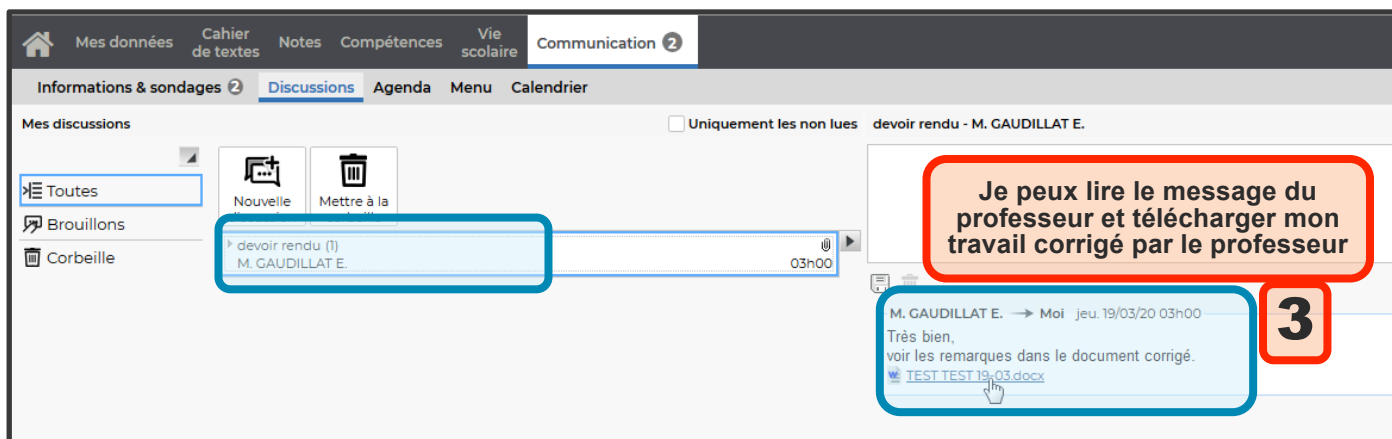 Mes données
Cahier
de textes
Notes
Compétences
Vie
scolaire
Communication 2
Informations & sondages 2
Discussions
Agenda
Menu
Calendrier
Mes discussions
Uniquement les non lues
devoir rendu - M. GAUDILLAT E.
Toutes
Brouillons
Corbeille
Nouvelle
Mettre à la
devoir rendu (1)
M. GAUDILLAT E.
03h00
Je peux lire le message du
professeur et télécharger mon
travail corrigé par le professeur
3
M. GAUDILLAT E. → Moi jeu. 19/03/20 03h00
Très bien,
voir les remarques dans le document corrigé.
TEST TEST 19-03.docx